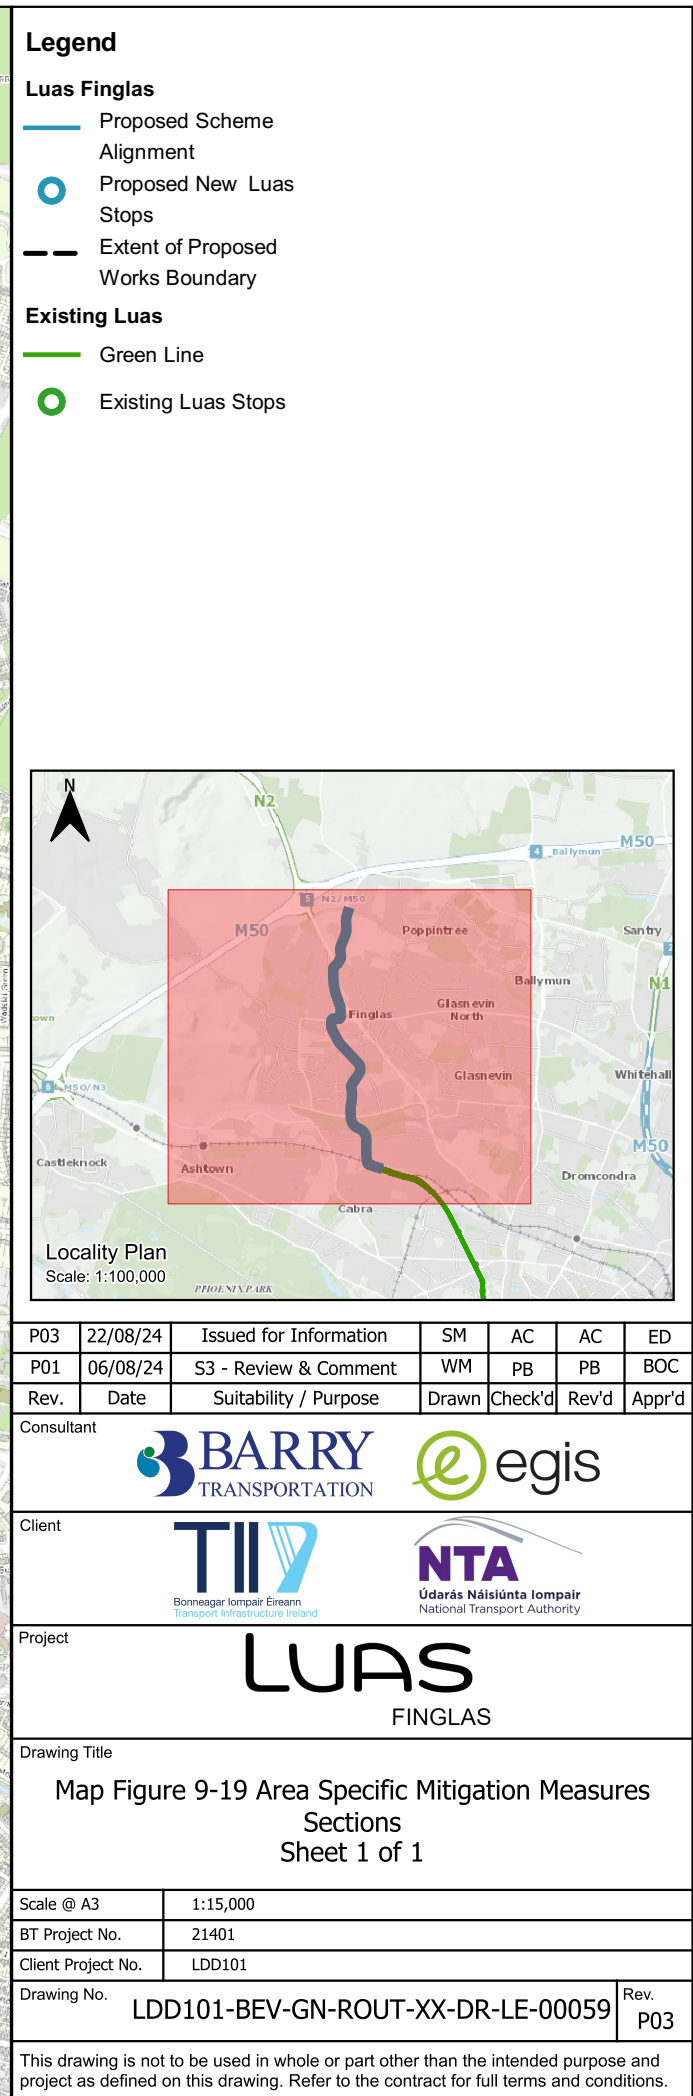 Legend
Luas Finglas
Proposed Scheme
Alignment
Proposed New Luas
Stops
Extent of Proposed
Works Boundary
Existing Luas
Green Line
Existing Luas Stops
N
N2
M50
4 Ballymun
5 N2/M50
M50
Poppintree
Santry
2
Ballymun
N1
Glasnevin
North
own
Finglas
Glasnevin
Whitehall
6 M50/N3
M50
Castleknock
Ashtown
Dromcondra
Cabra
Locality Plan
Scale: 1:100,000
PHOENIX PARK
P03 22/08/24 Issued for Information SM AC AC ED
P01 06/08/24 S3 - Review & Comment WM PB PB BOC
Rev. Date Suitability / Purpose Drawn Check'd Rev'd Appr'd
Consultant
BARRY
TRANSPORTATION
egis
Client
TII
Bonneagar Iompair Éireann
Transport Infrastructure Ireland
NTA
Údarás Náisiúnta Iompair
National Transport Authority
Project
LUAS
FINGLAS
Drawing Title
Map Figure 9-19 Area Specific Mitigation Measures
Sections
Sheet 1 of 1
Scale @ A3 1:15,000
BT Project No. 21401
Client Project No. LDD101
Drawing No. LDD101-BEV-GN-ROUT-XX-DR-LE-00059 Rev.
P03
This drawing is not to be used in whole or part other than the intended purpose and
project as defined on this drawing. Refer to the contract for full terms and conditions.